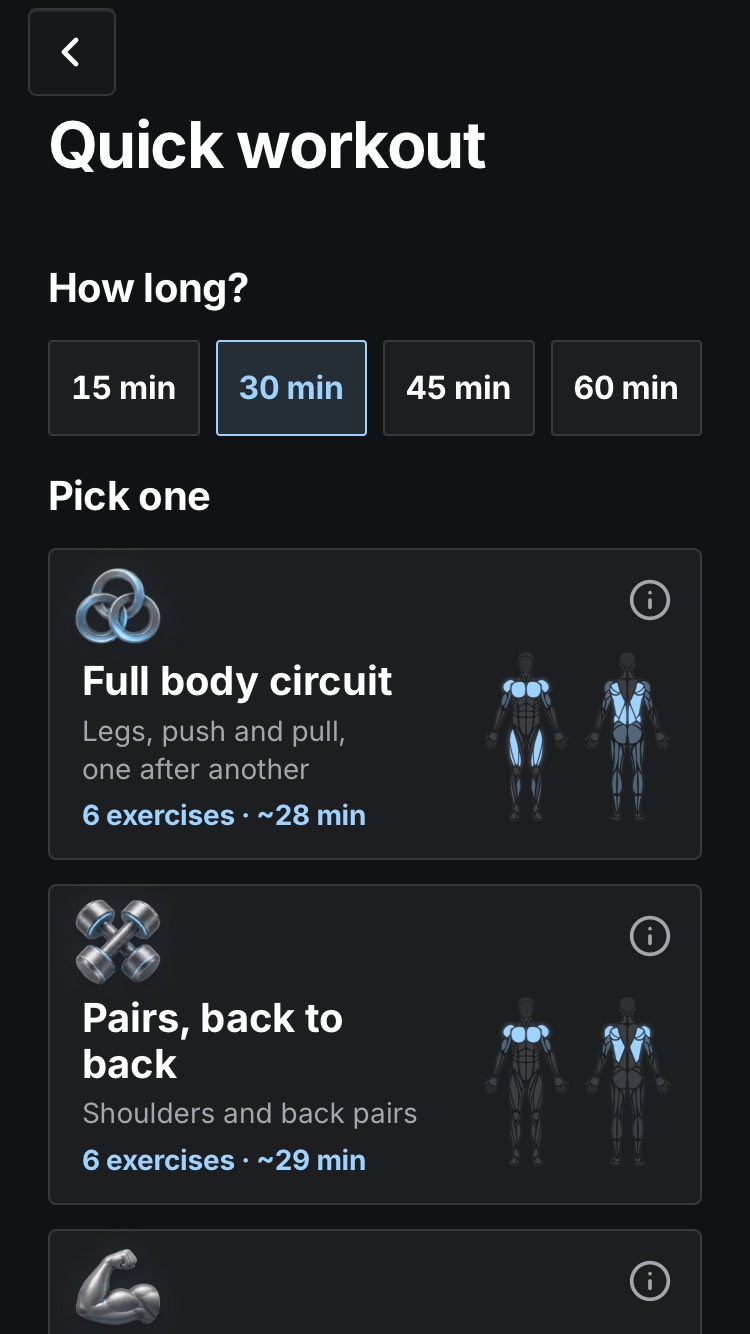 Quick workout
How long?
15 min
30 min
45 min
60 min
Pick one
Full body circuit
Legs, push and pull,
one after another
6 exercises · ~28 min
Pairs, back to
back
Shoulders and back pairs
6 exercises · ~29 min